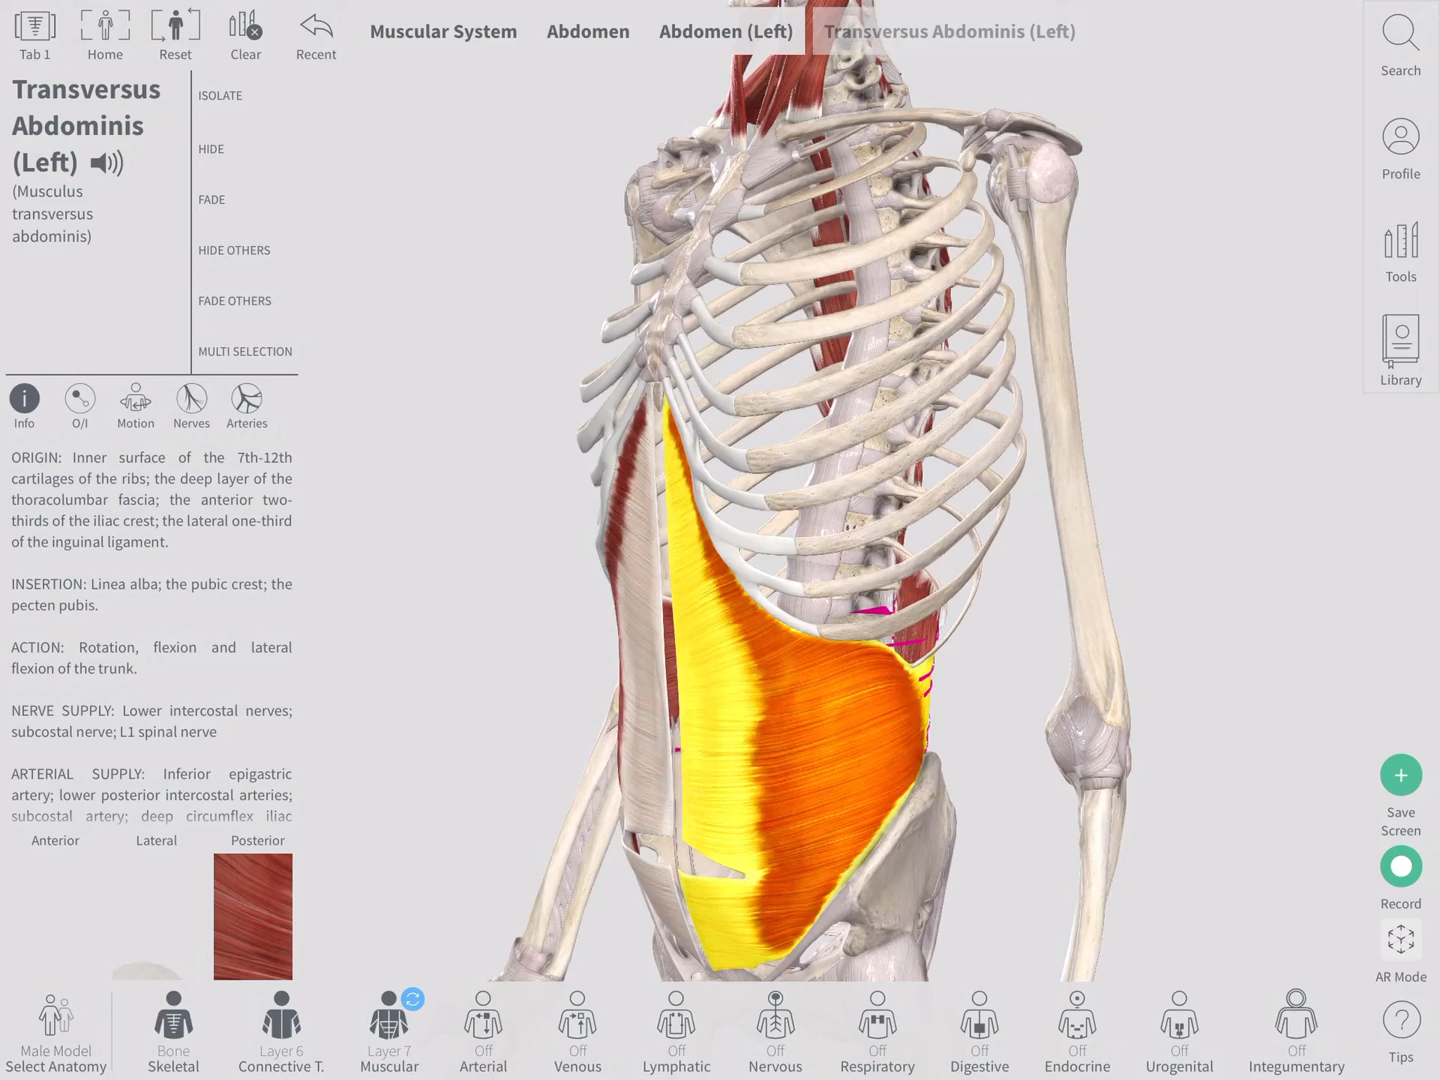 Tab 1
Home
Reset
Clear
Recent
Muscular System
Abdomen
Abdomen (Left)
Transversus Abdominis (Left)
Search
Profile
Tools
Library
Transversus
Abdominis
(Left)
(Musculus
transversus
abdominis)
ISOLATE
HIDE
FADE
HIDE OTHERS
FADE OTHERS
MULTI SELECTION
Info
O/I
Motion
Nerves
Arteries
ORIGIN: Inner surface of the 7th-12th
cartilages of the ribs; the deep layer of the
thoracolumbar fascia; the anterior two-
thirds of the iliac crest; the lateral one-third
of the inguinal ligament.
INSERTION: Linea alba; the pubic crest; the
pecten pubis.
ACTION: Rotation, flexion and lateral
flexion of the trunk.
NERVE SUPPLY: Lower intercostal nerves;
subcostal nerve; L1 spinal nerve
ARTERIAL SUPPLY: Inferior epigastric
artery; lower posterior intercostal arteries;
subcostal artery; deep circumflex iliac
Anterior
Lateral
Posterior
Save
Screen
Record
AR Mode
Tips
Male Model
Select Anatomy
Bone
Skeletal
Layer 6
Connective T.
Layer 7
Muscular
Off
Arterial
Off
Venous
Off
Lymphatic
Off
Nervous
Off
Respiratory
Off
Digestive
Off
Endocrine
Off
Urogenital
Off
Integumentary